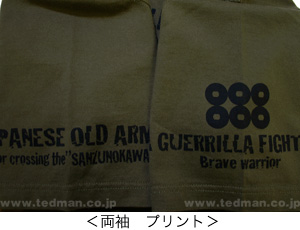 PANESE OLD ARM
or crossing the "SANZUNOKAWA
GUERRILLA FIGHT
Brave warrior
www.tedman.co.jp
www.tedman.co.jp
＜両袖　プリント＞